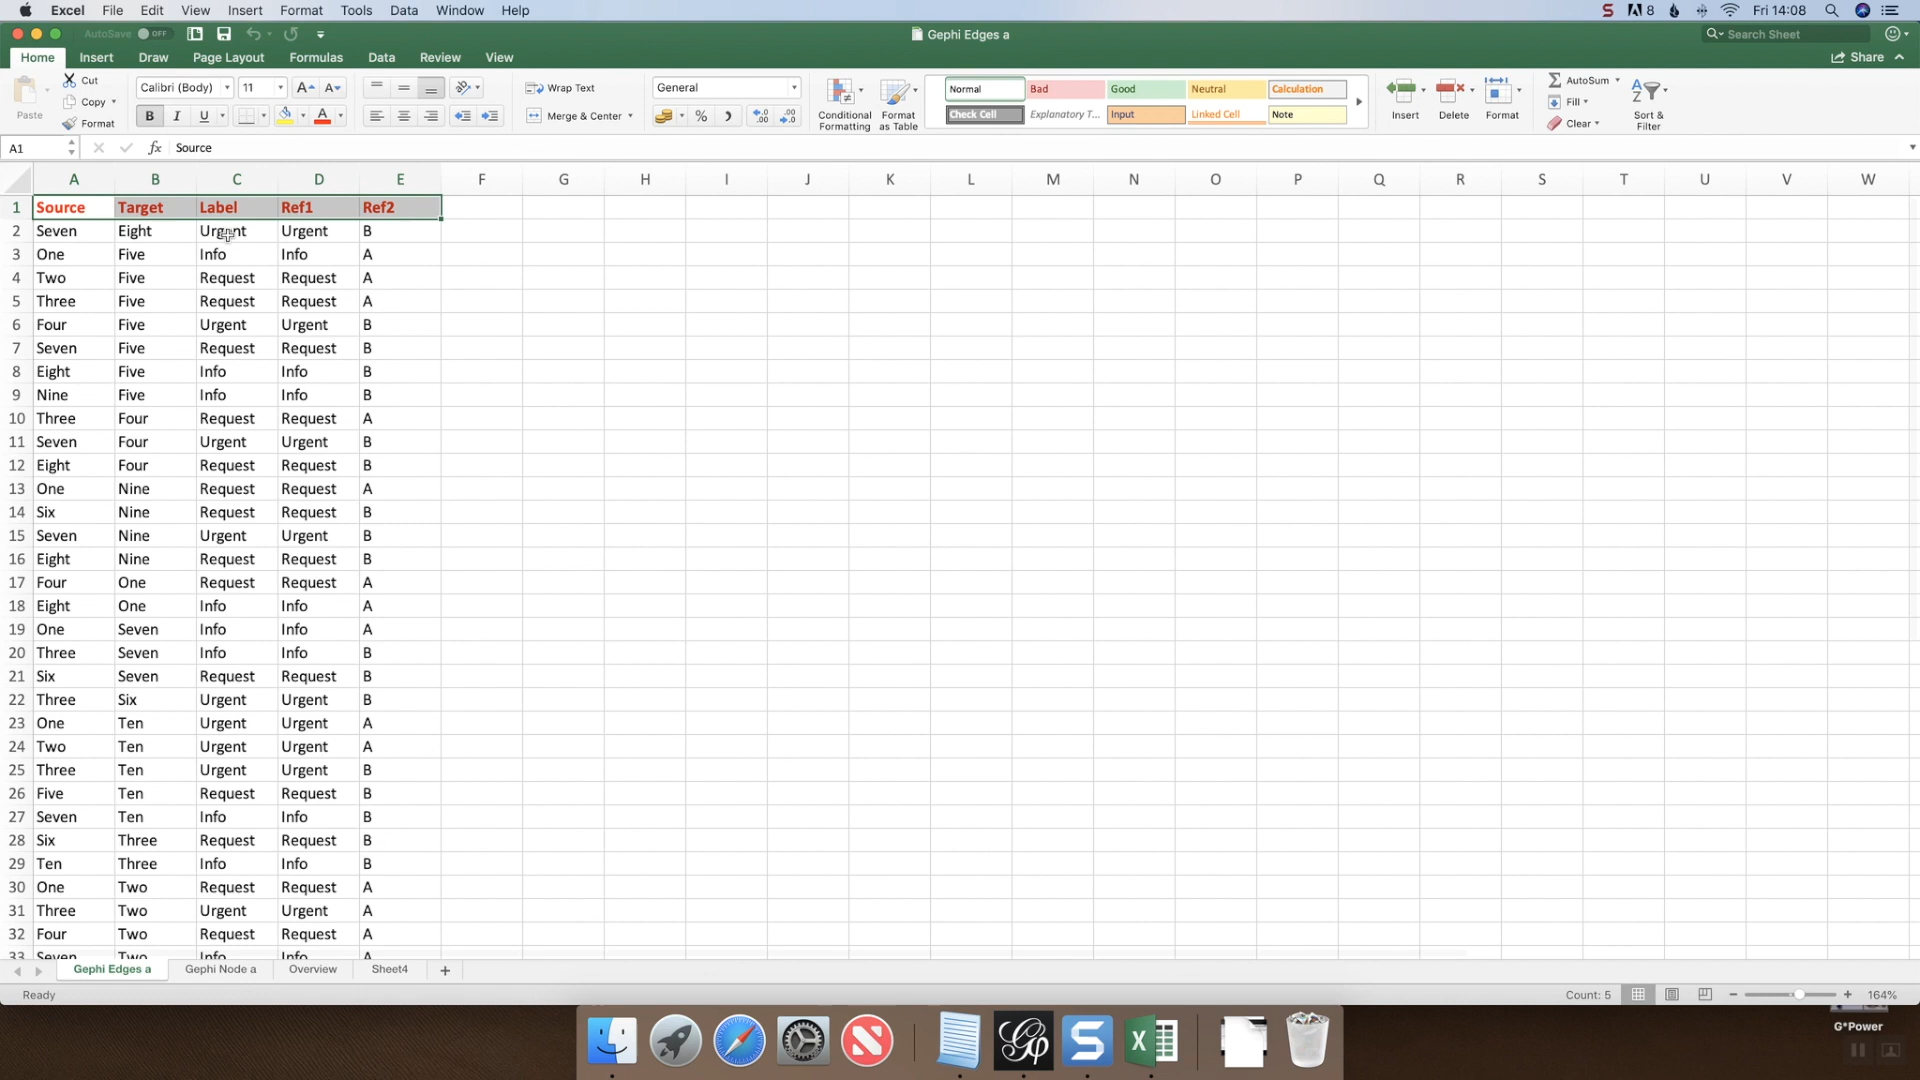 Excel File Edit View Insert Format Tools Data Window Help 8 Fri 14:08
AutoSave OFF Gephi Edges a Search Sheet
Home Insert Draw Page Layout Formulas Data Review View Share
Paste Cut Copy Format
Calibri (Body) 11 A A
B I U A
Wrap Text
Merge & Center
General
%
Conditional Formatting
Format as Table
Normal Bad Good Neutral Calculation
Check Cell Explanatory T... Input Linked Cell Note
Insert Delete Format
AutoSum
Fill
Clear
Sort & Filter
A1 fx Source
A B C D E F G H I J K L M N O P Q R S T U V W
1 Source Target Label Ref1 Ref2
2 Seven Eight Urgent Urgent B
3 One Five Info Info A
4 Two Five Request Request A
5 Three Five Request Request A
6 Four Five Urgent Urgent B
7 Seven Five Request Request B
8 Eight Five Info Info B
9 Nine Five Info Info B
10 Three Four Request Request A
11 Seven Four Urgent Urgent B
12 Eight Four Request Request B
13 One Nine Request Request A
14 Six Nine Request Request B
15 Seven Nine Urgent Urgent B
16 Eight Nine Request Request B
17 Four One Request Request A
18 Eight One Info Info A
19 One Seven Info Info A
20 Three Seven Info Info B
21 Six Seven Request Request B
22 Three Six Urgent Urgent B
23 One Ten Urgent Urgent A
24 Two Ten Urgent Urgent A
25 Three Ten Urgent Urgent B
26 Five Ten Request Request B
27 Seven Ten Info Info B
28 Six Three Request Request B
29 Ten Three Info Info B
30 One Two Request Request A
31 Three Two Urgent Urgent A
32 Four Two Request Request A
33 Seven Two Info Info A
Gephi Edges a Gephi Node a Overview Sheet4 +
Ready Count: 5 164%
G*Power